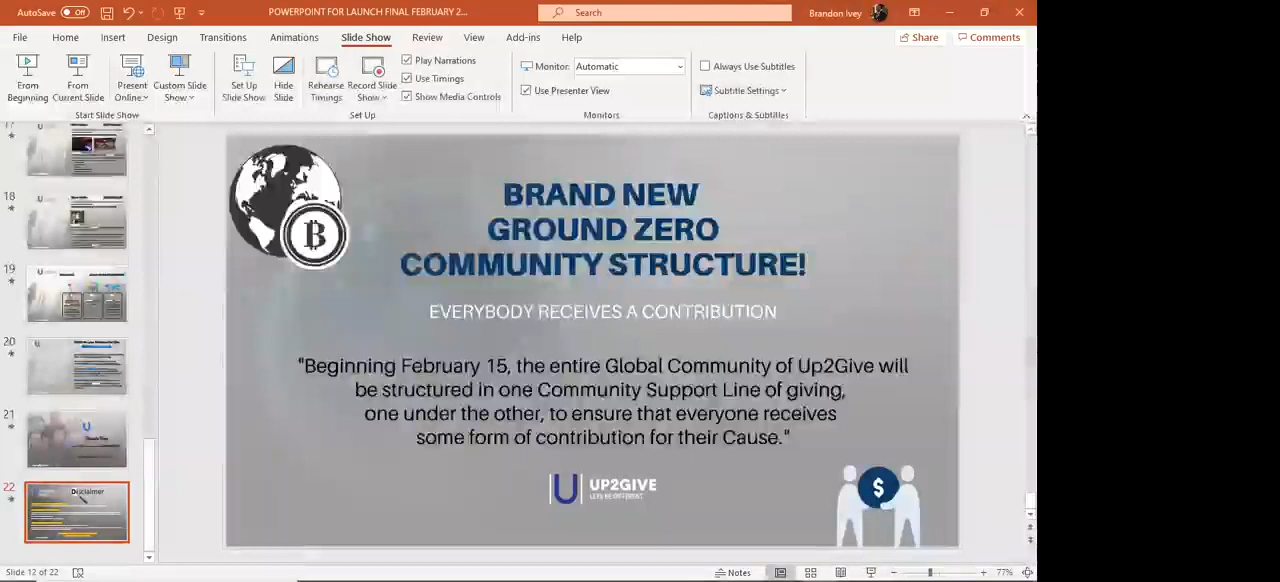 AutoSave Off
POWERPOINT FOR LAUNCH FINAL FEBRUARY 2...
Search
Brandon Ivey
File Home Insert Design Transitions Animations Slide Show Review View Add-ins Help
Share Comments
From Beginning
From Current Slide
Present Online
Custom Slide Show
Set Up Slide Show
Hide Slide
Rehearse Timings
Record Slide Show
Play Narrations
Use Timings
Show Media Controls
Monitor: Automatic
Use Presenter View
Always Use Subtitles
Subtitle Settings
Start Slide Show
Set Up
Monitors
Captions & Subtitles
17
18
19
20
21
22
Disclaimer
BRAND NEW
GROUND ZERO
COMMUNITY STRUCTURE!
EVERYBODY RECEIVES A CONTRIBUTION
"Beginning February 15, the entire Global Community of Up2Give will
be structured in one Community Support Line of giving,
one under the other, to ensure that everyone receives
some form of contribution for their Cause."
UP2GIVE
LETS BE DIFFERENT
$
Slide 12 of 22
Notes
77%